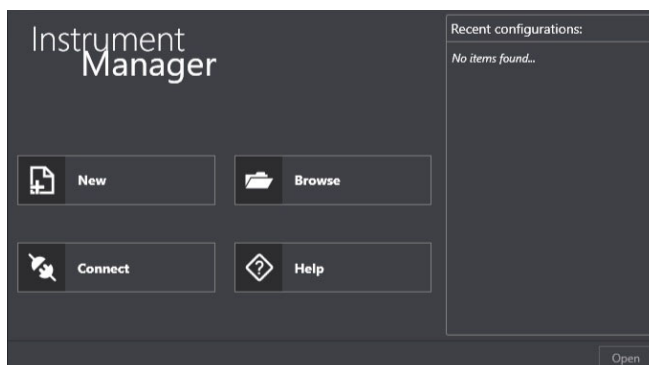 Instrument
Manager
New
Browse
Connect
Help
Recent configurations:
No items found...
Open